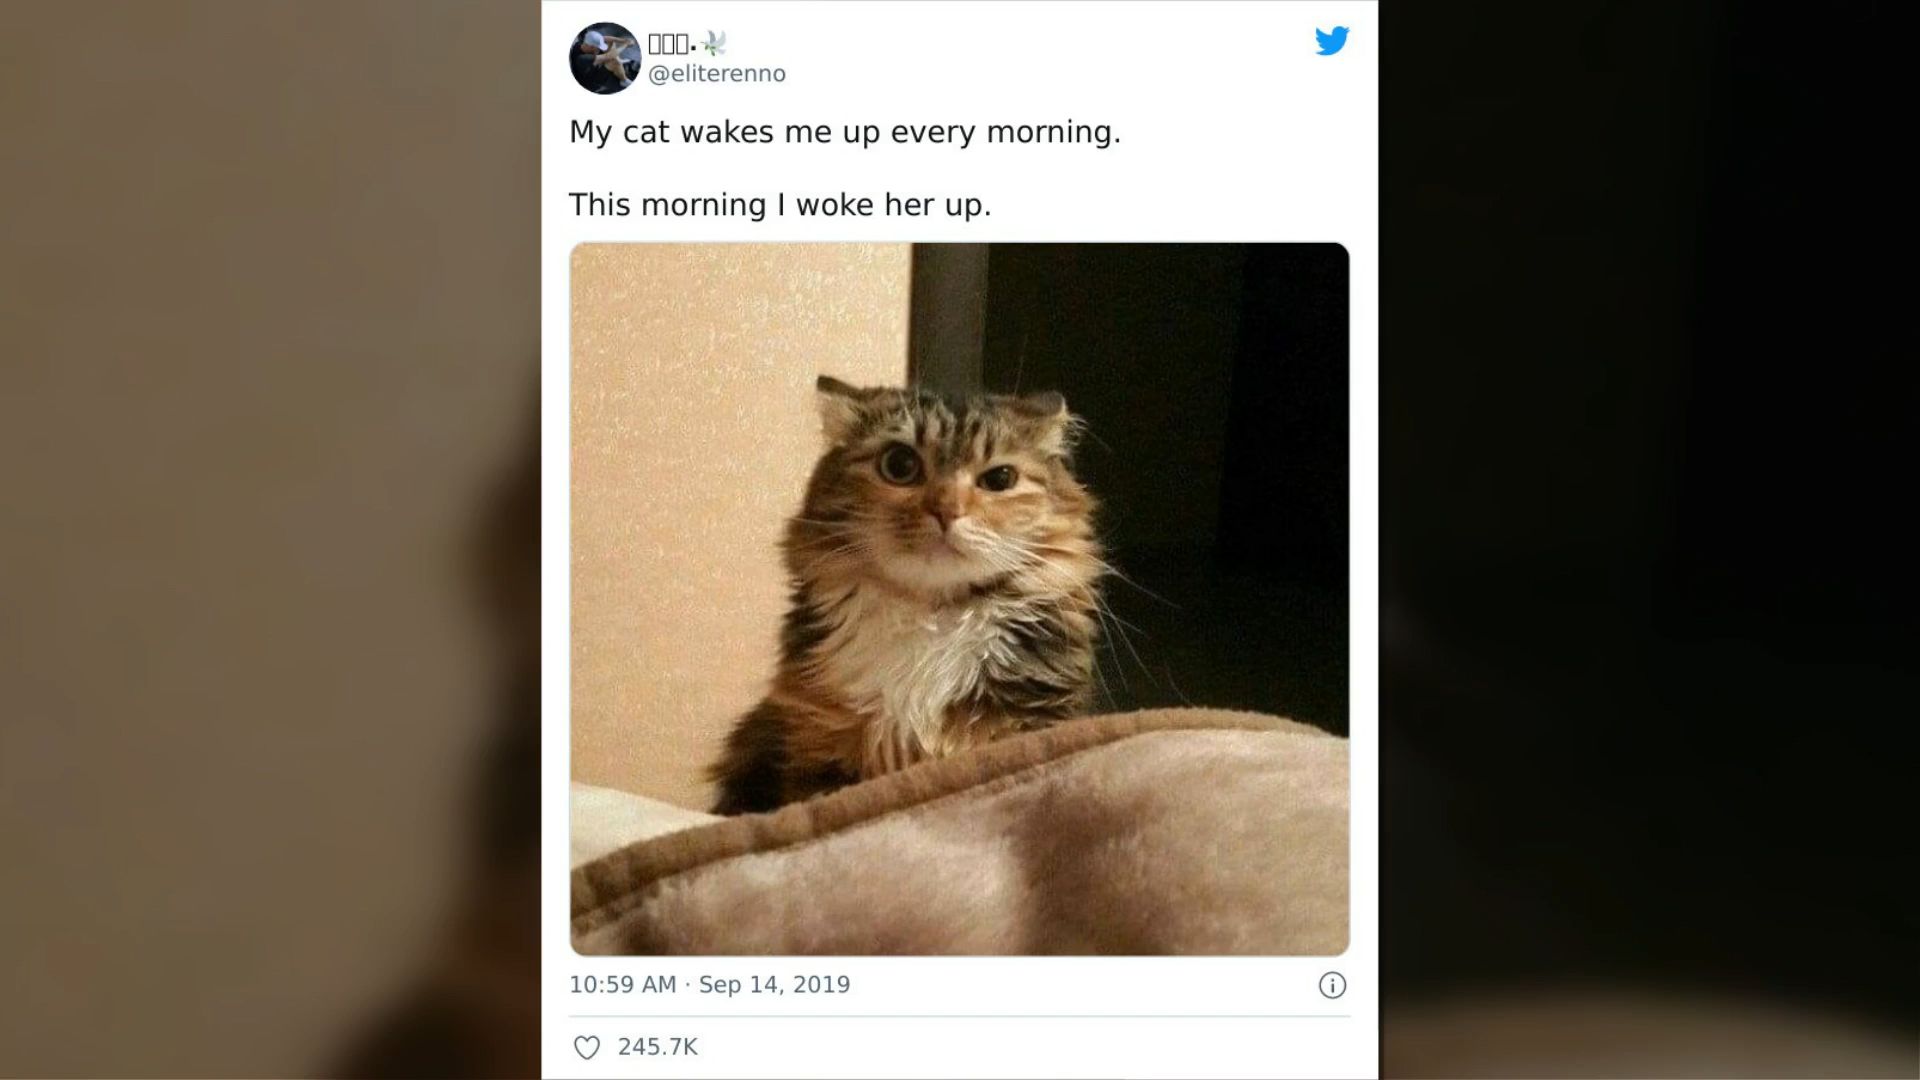 @eliterenno
My cat wakes me up every morning.
This morning I woke her up.
10:59 AM · Sep 14, 2019
245.7K